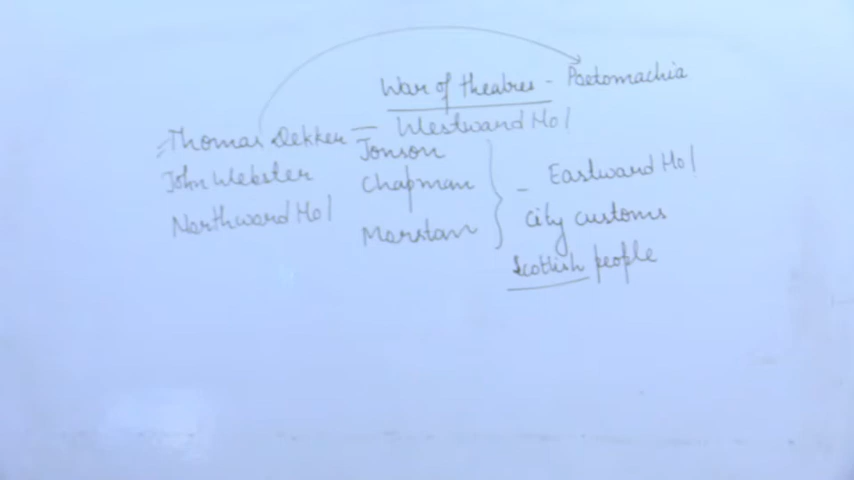 War of theatres - Poetomachia
Thomas Dekker — Westward Ho!
John Webster
Northward Ho!
Jonson
Chapman
Marston
- Eastward Ho!
City customs
Scottish people